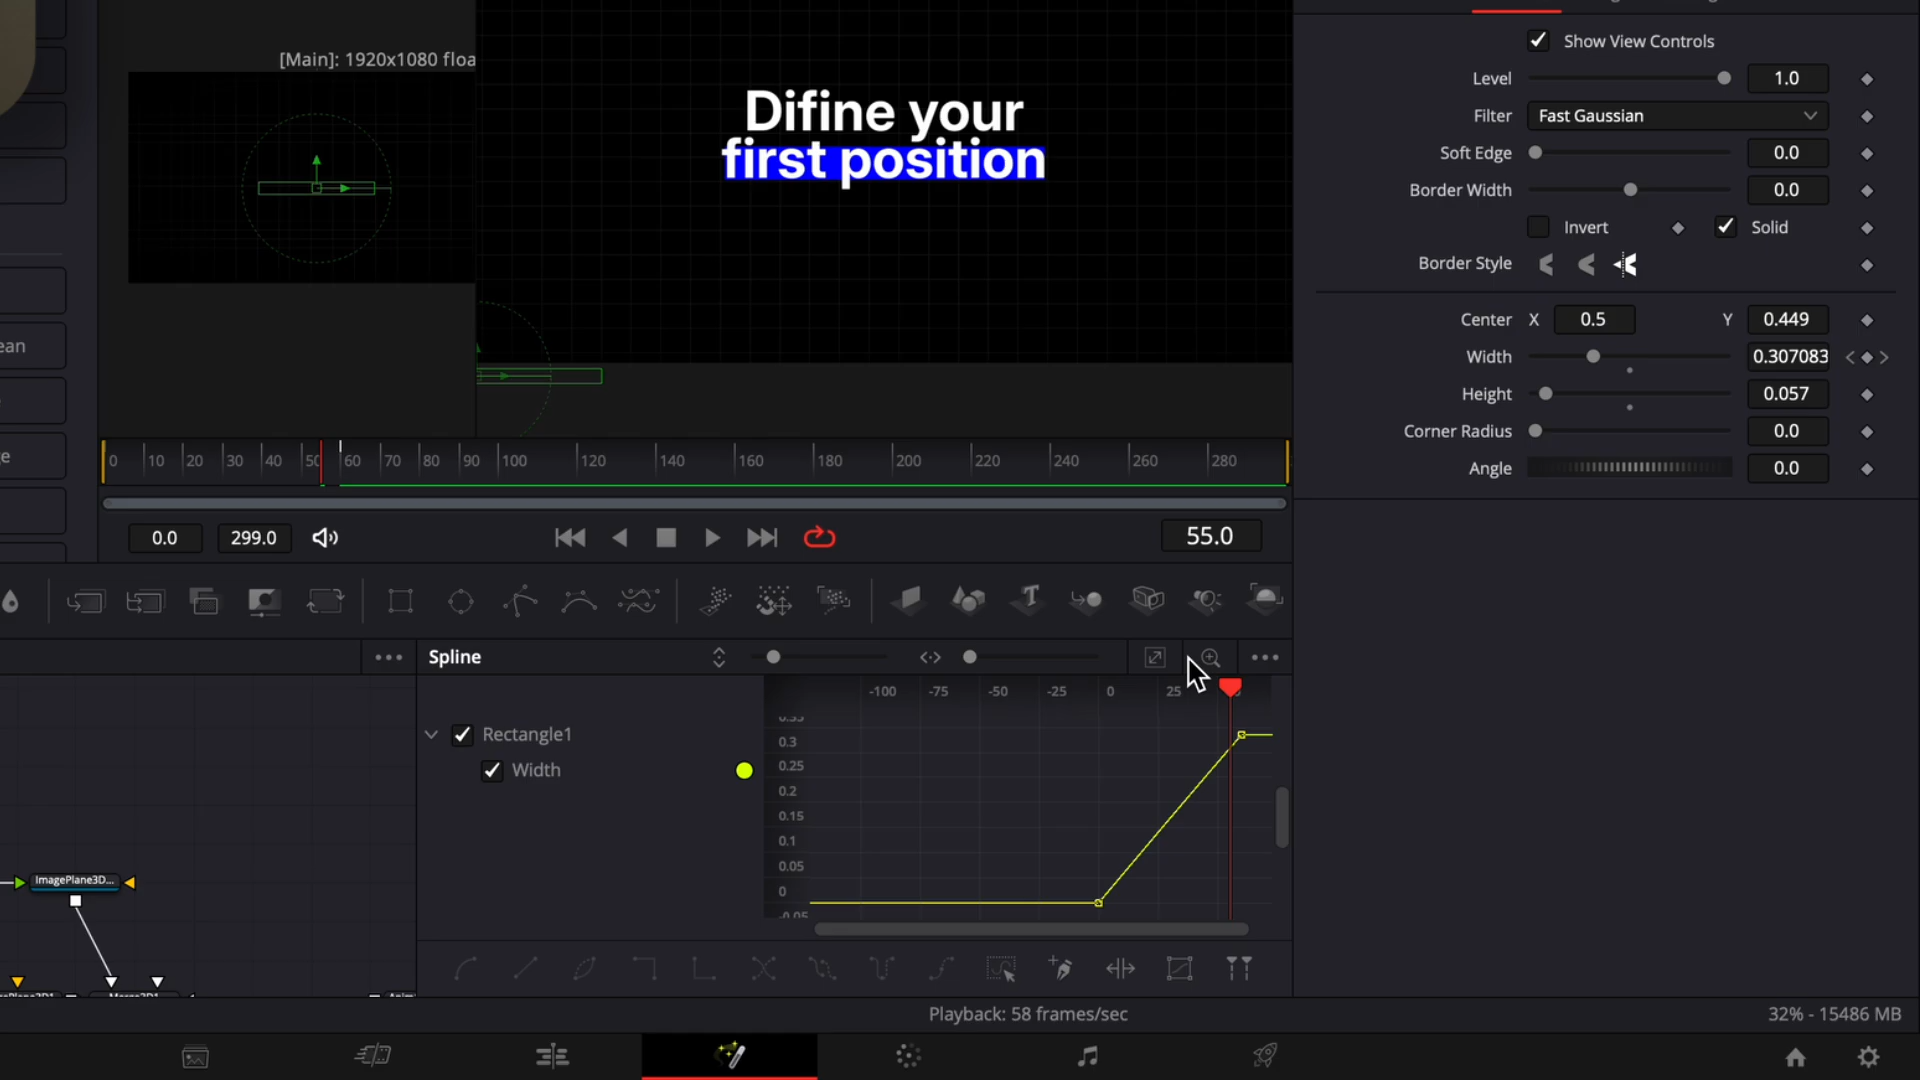 [Main]: 1920x1080 floa
Difine your
first position
Show View Controls
Level 1.0
Filter Fast Gaussian
Soft Edge 0.0
Border Width 0.0
Invert Solid
Border Style
Center X 0.5 Y 0.449
Width 0.307083
Height 0.057
Corner Radius 0.0
Angle 0.0
ean
e
ge
0 10 20 30 40 50 60 70 80 90 100 120 140 160 180 200 220 240 260 280
0.0 299.0 55.0
Spline
-100 -75 -50 -25 0 25
Rectangle1
Width
0.35
0.3
0.25
0.2
0.15
0.1
0.05
0
-0.05
ImagePlane3D...
Playback: 58 frames/sec
32% - 15486 MB